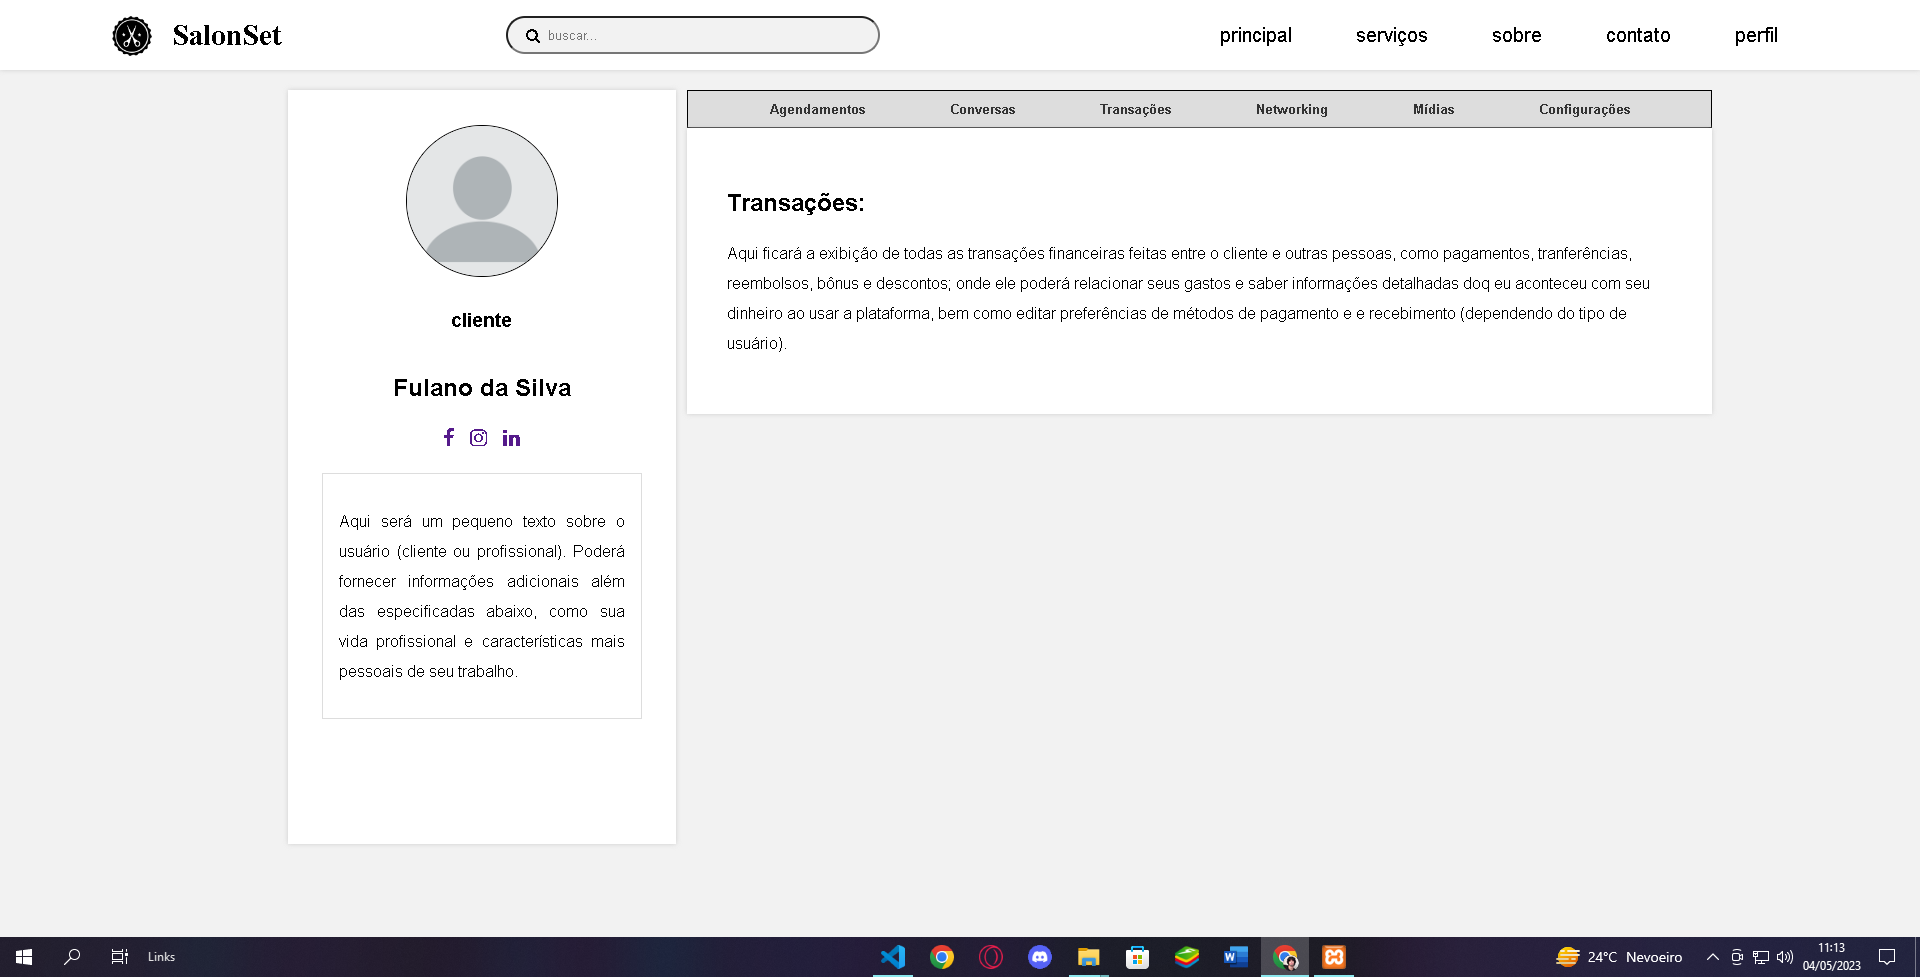 SalonSet
buscar...
principal
serviços
sobre
contato
perfil
cliente
Fulano da Silva
Aqui será um pequeno texto sobre o
usuário (cliente ou profissional). Poderá
fornecer informações adicionais além
das especificadas abaixo, como sua
vida profissional e características mais
pessoais de seu trabalho.
Agendamentos
Conversas
Transações
Networking
Mídias
Configurações
Transações:
Aqui ficará a exibição de todas as transações financeiras feitas entre o cliente e outras pessoas, como pagamentos, tranferências,
reembolsos, bônus e descontos; onde ele poderá relacionar seus gastos e saber informações detalhadas doq eu aconteceu com seu
dinheiro ao usar a plataforma, bem como editar preferências de métodos de pagamento e e recebimento (dependendo do tipo de
usuário).
Links
24°C Nevoeiro
11:13
04/05/2023